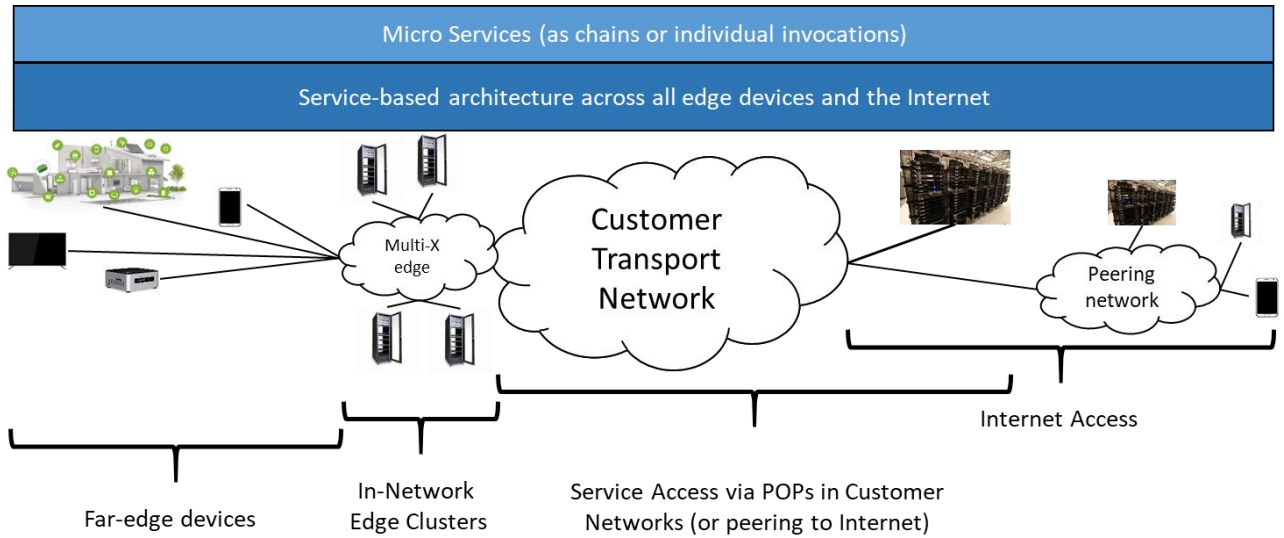 Micro Services (as chains or individual invocations)
Service-based architecture across all edge devices and the Internet
Multi-X
edge
Customer
Transport
Network
Peering
network
Internet Access
Far-edge devices
In-Network
Edge Clusters
Service Access via POPs in Customer
Networks (or peering to Internet)